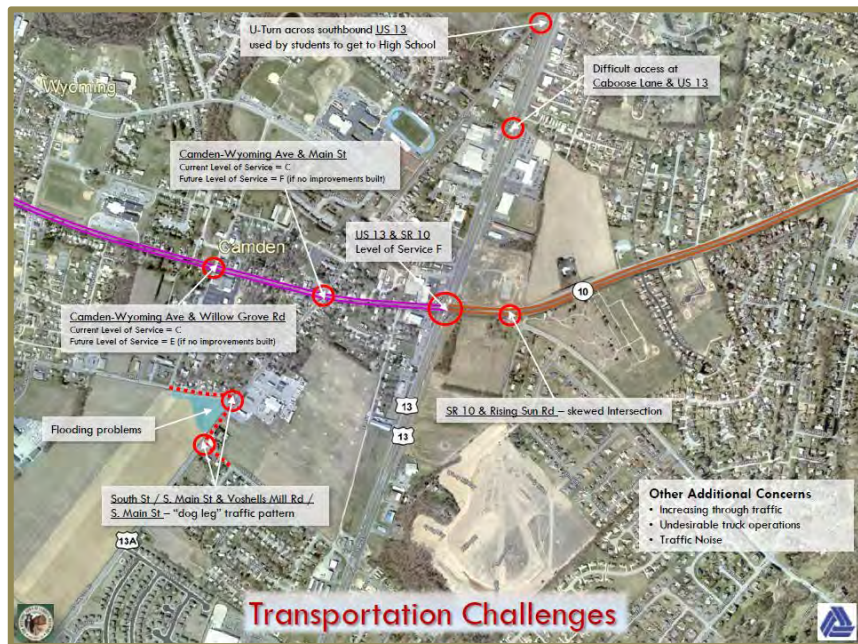 U-Turn across southbound US 13
used by students to get to High School
Wyoming
Difficult access at
Caboose Lane & US 13
Camden-Wyoming Ave & Main St
Current Level of Service = C
Future Level of Service = F (if no improvements built)
US 13 & SR 10
Level of Service F
Camden
10
Camden-Wyoming Ave & Willow Grove Rd
Current Level of Service = C
Future Level of Service = E (if no improvements built)
13
SR 10 & Rising Sun Rd – skewed Intersection
Flooding problems
13
South St / S. Main St & Voshells Mill Rd /
S. Main St – "dog leg" traffic pattern
13A
Other Additional Concerns
• Increasing through traffic
• Undesirable truck operations
• Traffic Noise
Transportation Challenges